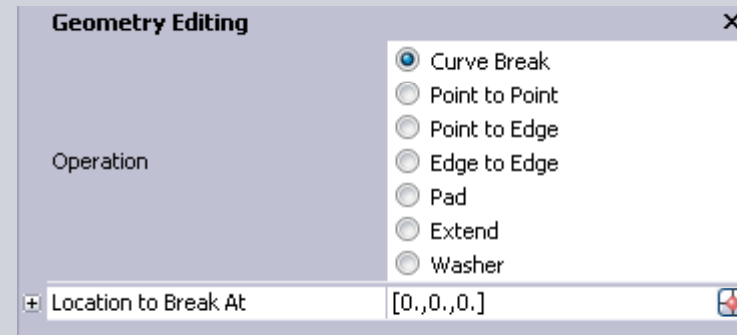 Geometry Editing
Operation
Curve Break
Point to Point
Point to Edge
Edge to Edge
Pad
Extend
Washer
Location to Break At [0.,0.,0.]